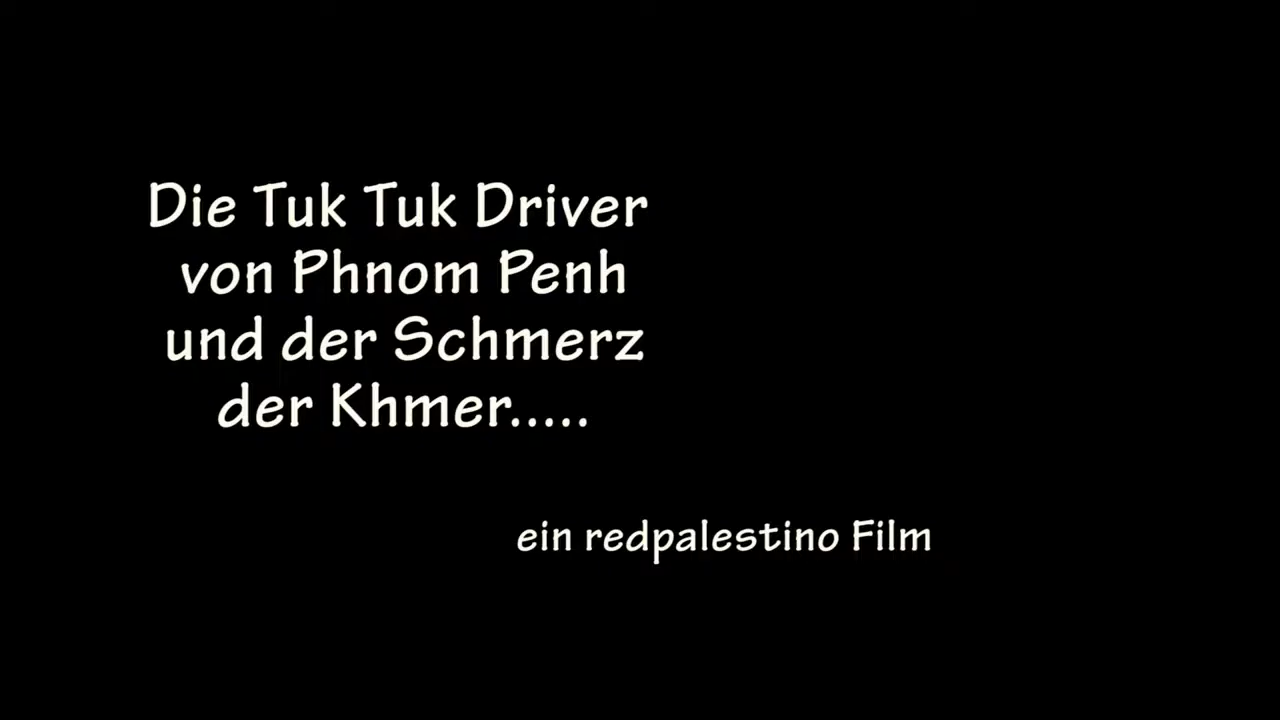 Die Tuk Tuk Driver
von Phnom Penh
und der Schmerz
der Khmer.....
ein redpalestino Film